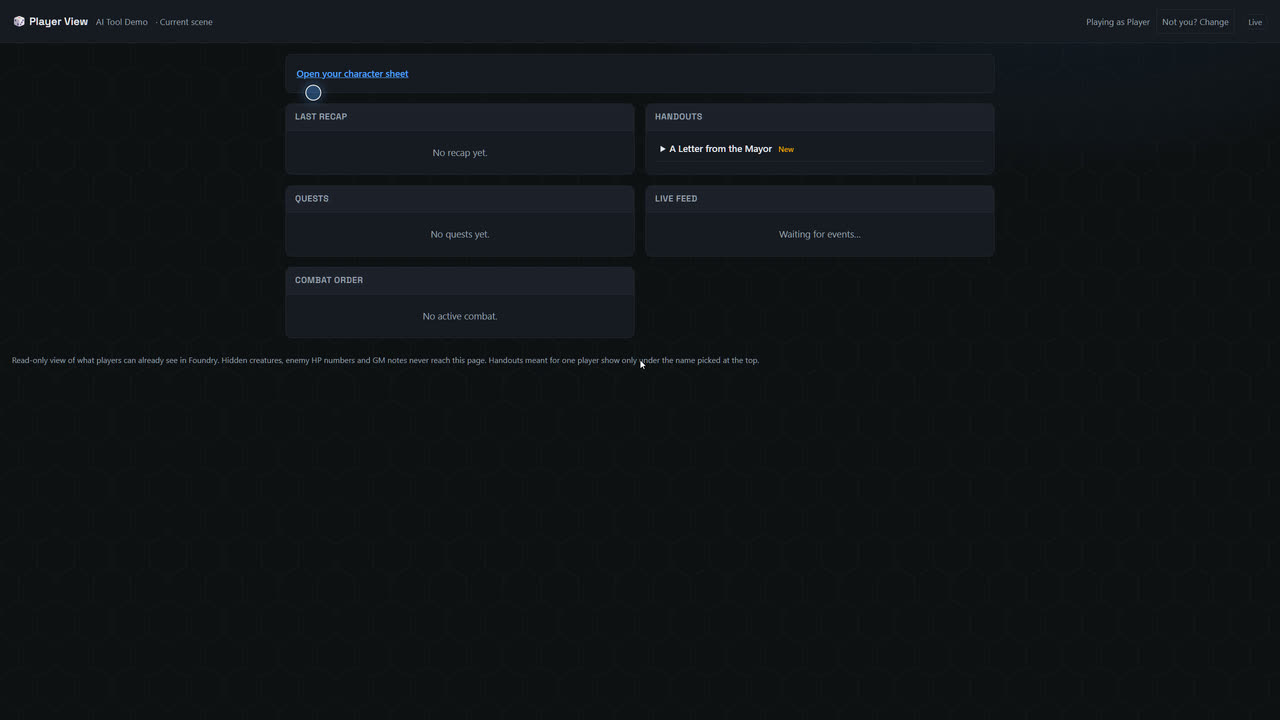 Player View AI Tool Demo · Current scene
Playing as Player Not you? Change Live
Open your character sheet
LAST RECAP
No recap yet.
HANDOUTS
A Letter from the Mayor New
QUESTS
No quests yet.
LIVE FEED
Waiting for events...
COMBAT ORDER
No active combat.
Read-only view of what players can already see in Foundry. Hidden creatures, enemy HP numbers and GM notes never reach this page. Handouts meant for one player show only under the name picked at the top.